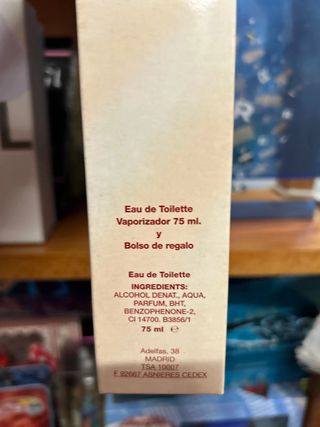 Eau de Toilette
Vaporizador 75 ml.
y
Bolso de regalo
Eau de Toilette
INGREDIENTS:
ALCOHOL DENAT., AQUA,
PARFUM, BHT,
BENZOPHENONE-2,
CI 14700. B3856/1
75 ml ℮
Adelfas, 38
MADRID
TSA 10007
F 92667 ASNIERES CEDEX